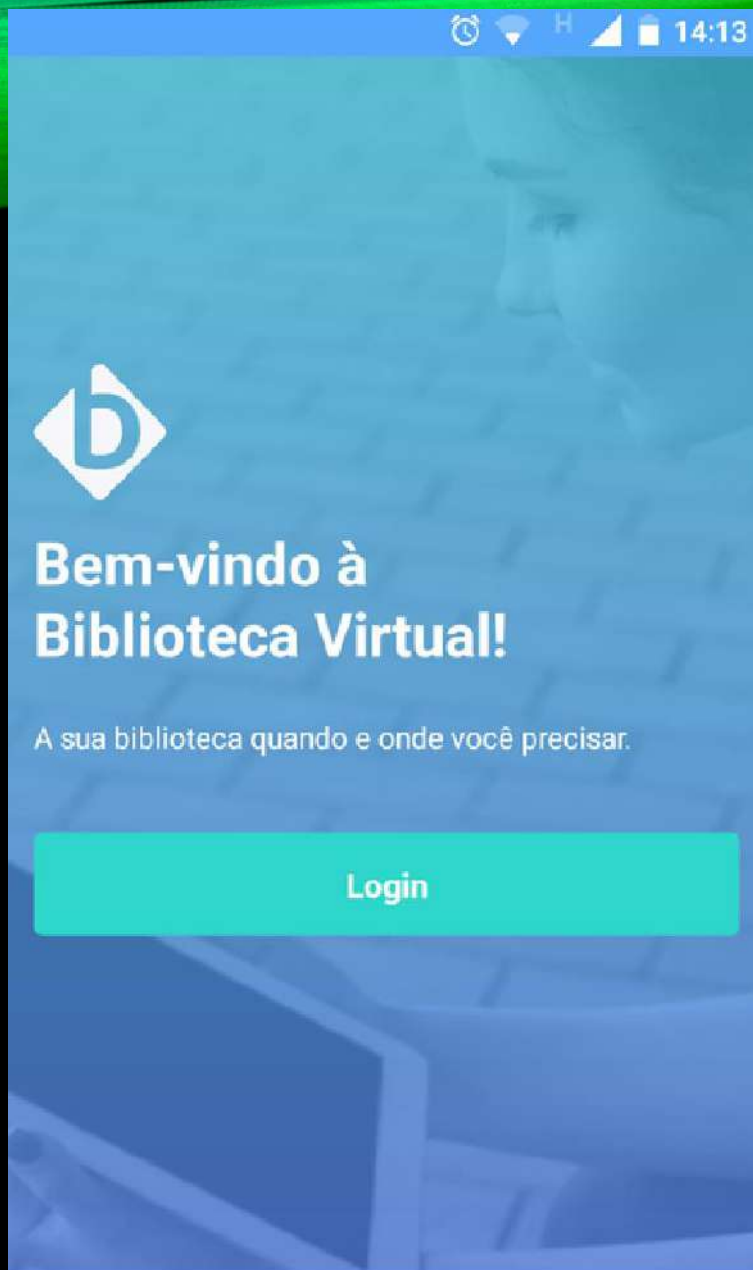 H 14:13
b
Bem-vindo à
Biblioteca Virtual!
A sua biblioteca quando e onde você precisar.
Login